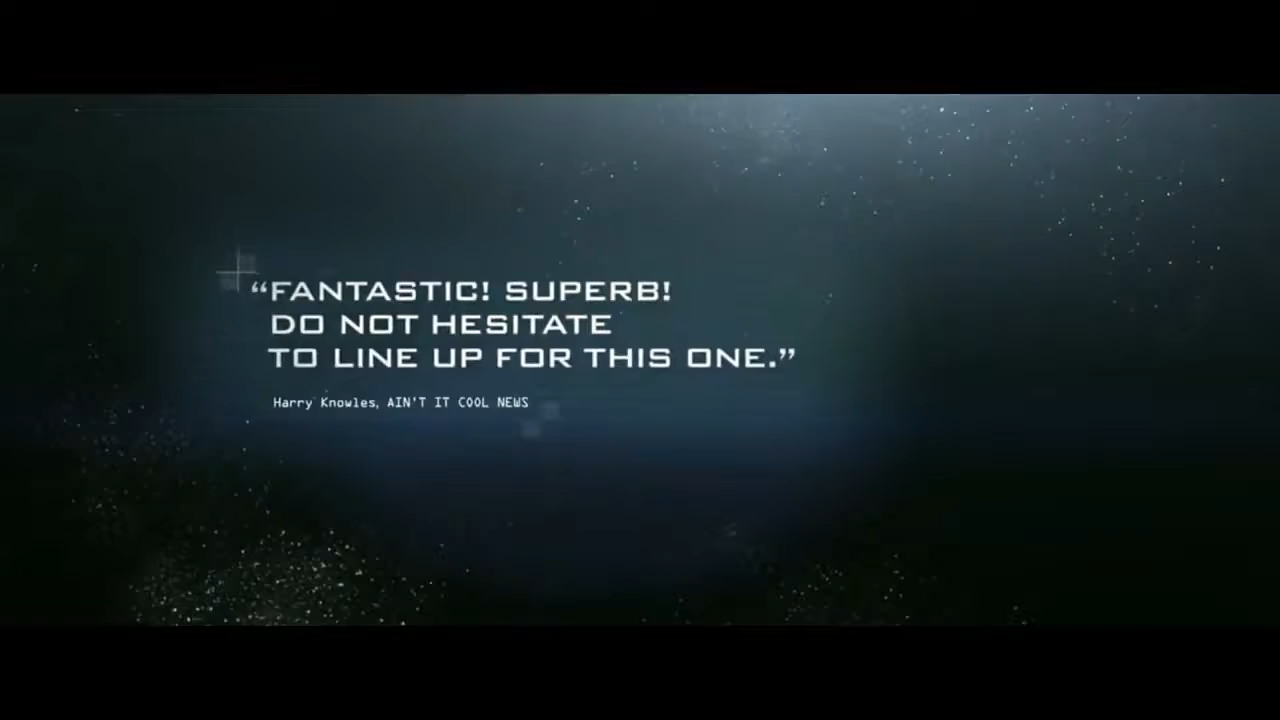 “FANTASTIC! SUPERB!
DO NOT HESITATE
TO LINE UP FOR THIS ONE.”
Harry Knowles, AIN'T IT COOL NEWS